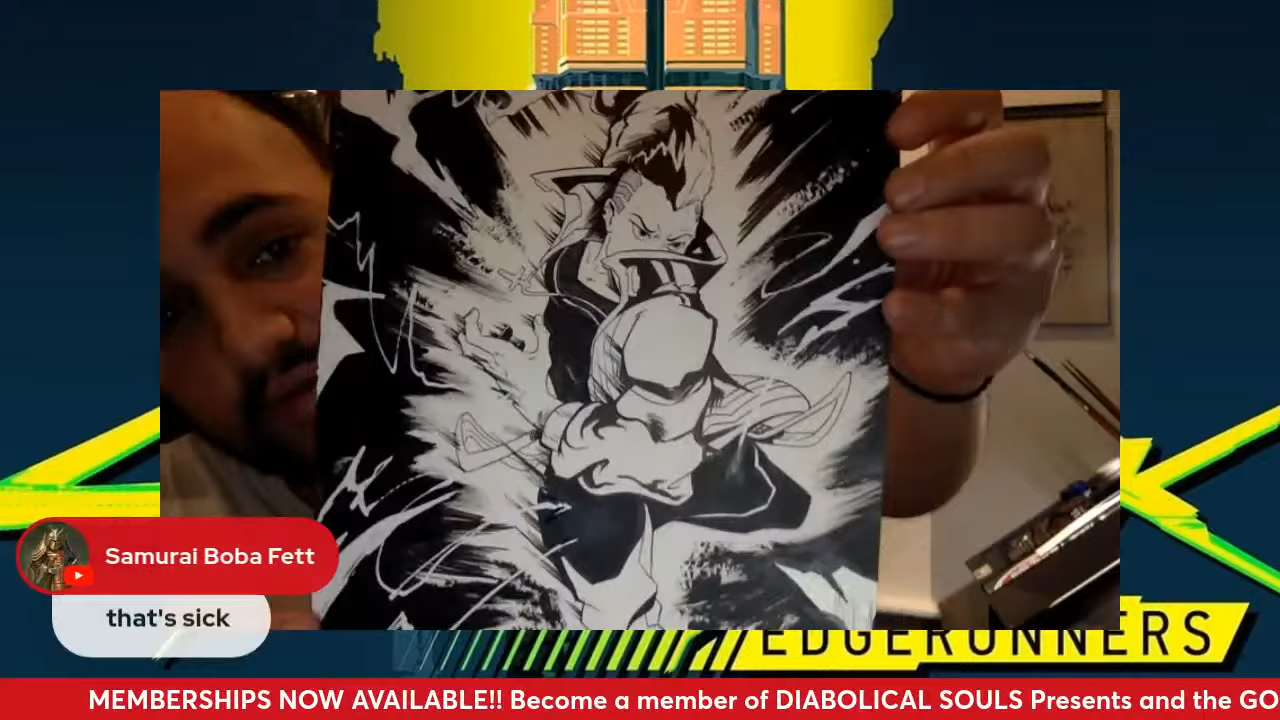 Samurai Boba Fett
that's sick
EDGERUNNERS
MEMBERSHIPS NOW AVAILABLE!! Become a member of DIABOLICAL SOULS Presents and the GO